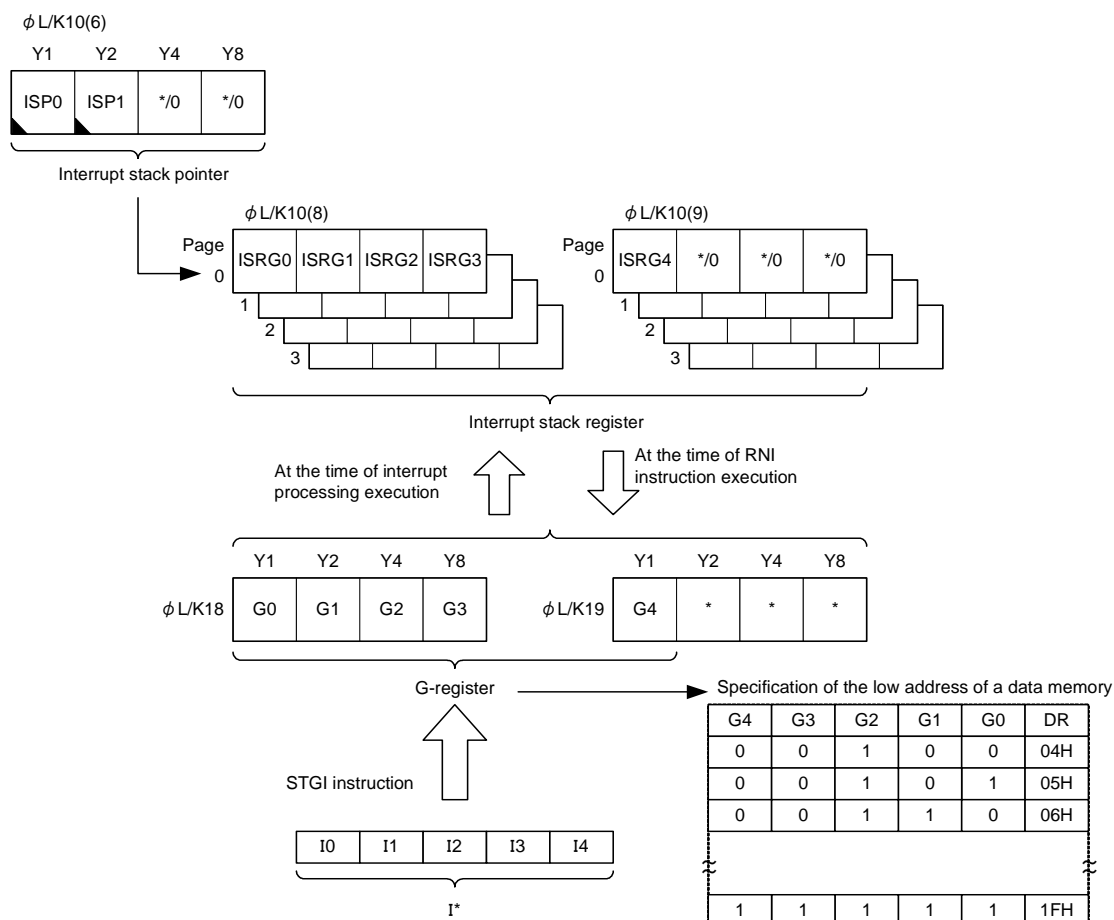 ϕL/K10(6)
Y1 Y2 Y4 Y8
ISP0 ISP1 */0 */0
Interrupt stack pointer
ϕL/K10(8) ϕL/K10(9)
Page Page
ISRG0 ISRG1 ISRG2 ISRG3 ISRG4 */0 */0 */0
0 0
1 1
2 2
3 3
Interrupt stack register
At the time of interrupt
processing execution
At the time of RNI
instruction execution
Y1 Y2 Y4 Y8 Y1 Y2 Y4 Y8
ϕL/K18 G0 G1 G2 G3 ϕL/K19 G4 * * *
G-register
Specification of the low address of a data memory
G4 G3 G2 G1 G0 DR
0 0 1 0 0 04H
0 0 1 0 1 05H
0 0 1 1 0 06H
1 1 1 1 1 1FH
STGI instruction
I0 I1 I2 I3 I4
I*